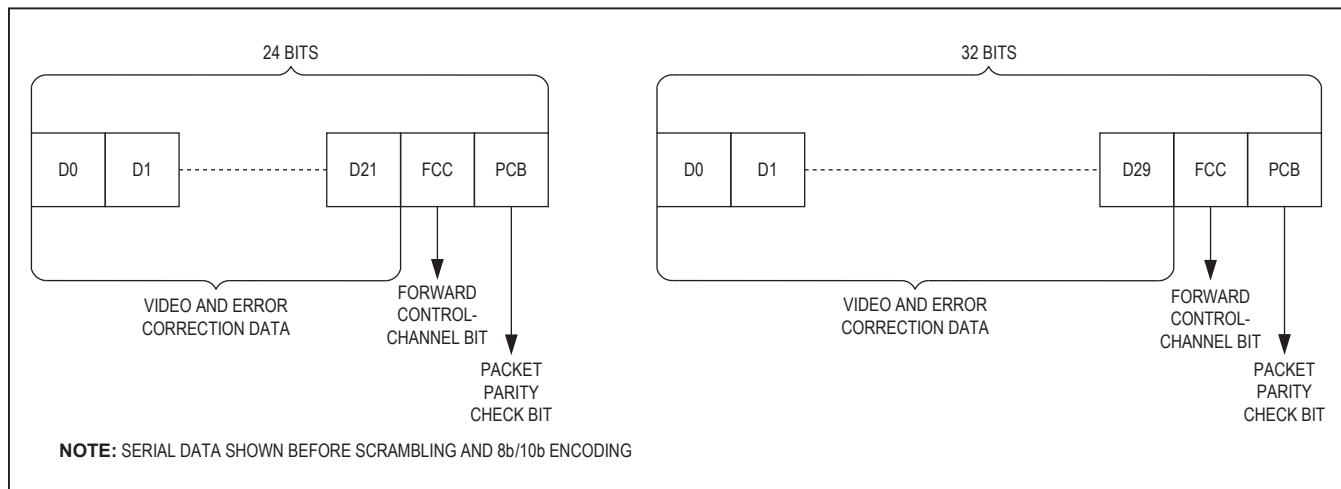 24 BITS
D0 D1 D21 FCC PCB
VIDEO AND ERROR
CORRECTION DATA
FORWARD
CONTROL-
CHANNEL BIT
PACKET
PARITY
CHECK BIT
32 BITS
D0 D1 D29 FCC PCB
VIDEO AND ERROR
CORRECTION DATA
FORWARD
CONTROL-
CHANNEL BIT
PACKET
PARITY
CHECK BIT
NOTE: SERIAL DATA SHOWN BEFORE SCRAMBLING AND 8b/10b ENCODING